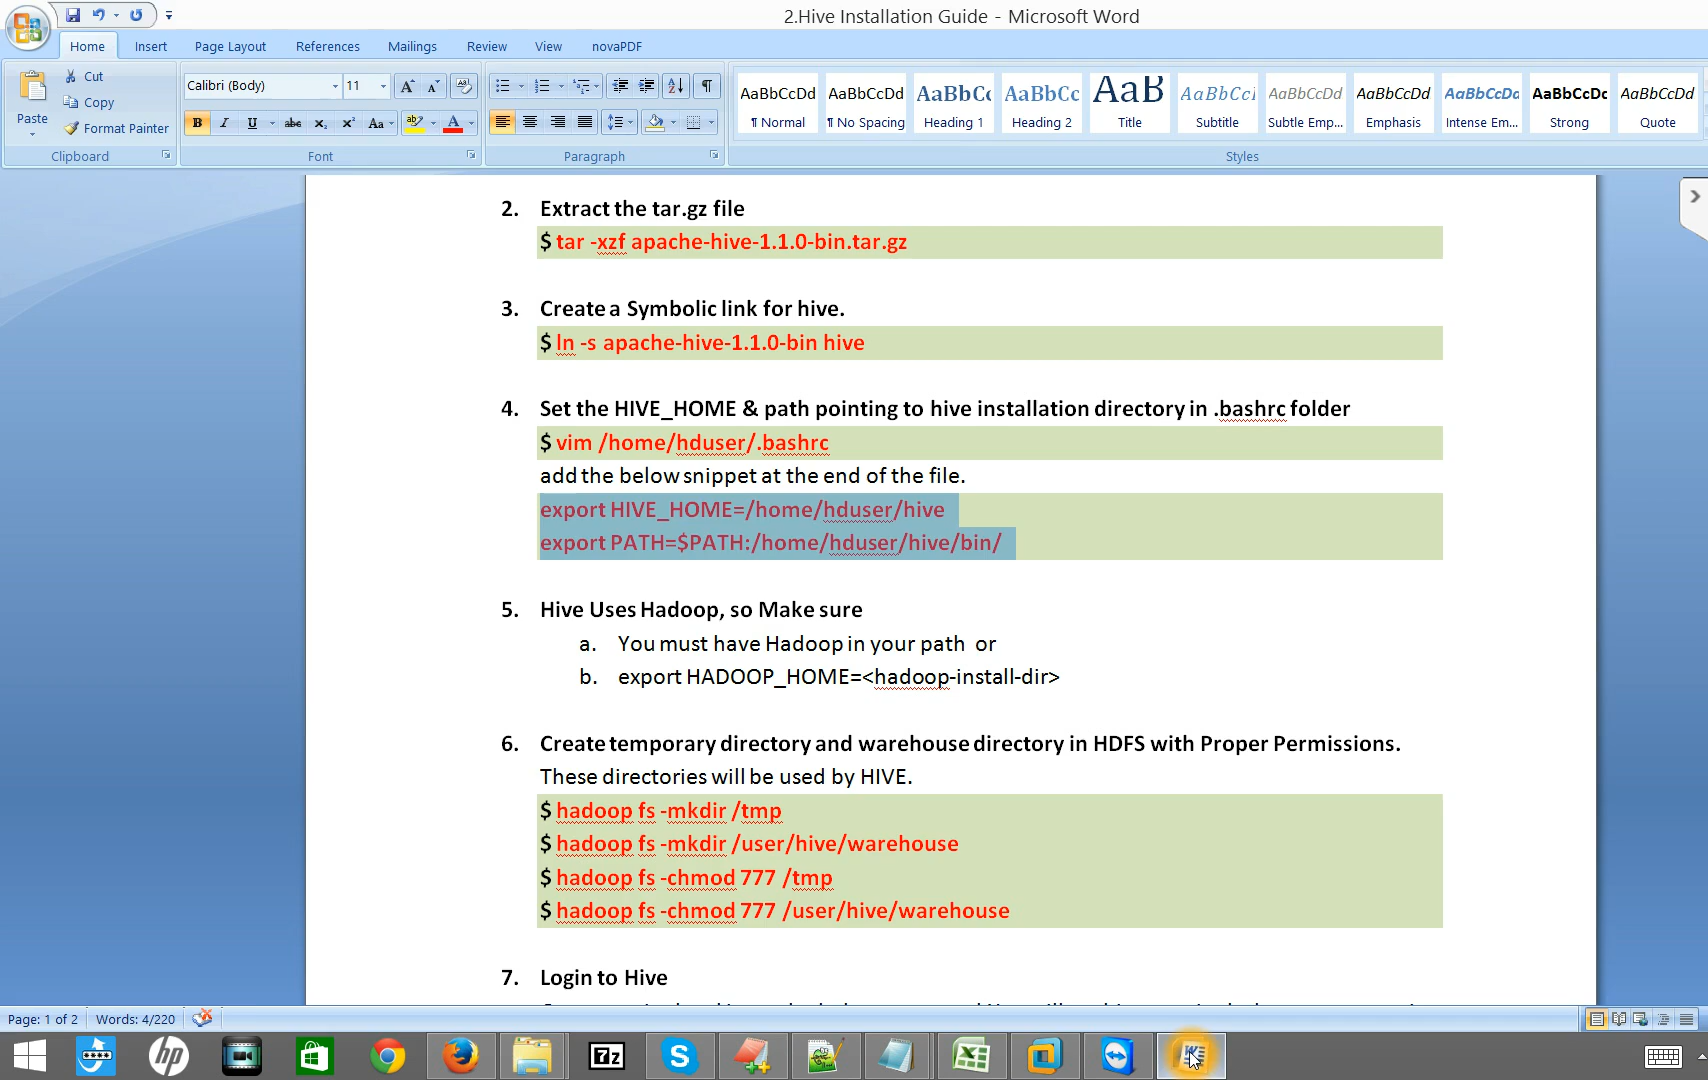 2.Hive Installation Guide - Microsoft Word
Home Insert Page Layout References Mailings Review View novaPDF
Paste
Cut
Copy
Format Painter
Clipboard
Calibri (Body) 11
B I U abc x₂ x² Aa
Font
Paragraph
AaBbCcDd AaBbCcDd AaBbCc AaBbCc AaB AaBbCcI AaBbCcDd AaBbCcDd AaBbCcDd AaBbCcDc AaBbCcDd
¶ Normal ¶ No Spacing Heading 1 Heading 2 Title Subtitle Subtle Emp... Emphasis Intense Em... Strong Quote
Styles
2. Extract the tar.gz file
$ tar -xzf apache-hive-1.1.0-bin.tar.gz
3. Create a Symbolic link for hive.
$ ln -s apache-hive-1.1.0-bin hive
4. Set the HIVE_HOME & path pointing to hive installation directory in .bashrc folder
$ vim /home/hduser/.bashrc
add the below snippet at the end of the file.
export HIVE_HOME=/home/hduser/hive
export PATH=$PATH:/home/hduser/hive/bin/
5. Hive Uses Hadoop, so Make sure
a. You must have Hadoop in your path or
b. export HADOOP_HOME=<hadoop-install-dir>
6. Create temporary directory and warehouse directory in HDFS with Proper Permissions.
These directories will be used by HIVE.
$ hadoop fs -mkdir /tmp
$ hadoop fs -mkdir /user/hive/warehouse
$ hadoop fs -chmod 777 /tmp
$ hadoop fs -chmod 777 /user/hive/warehouse
7. Login to Hive
Page: 1 of 2 Words: 4/220
hp 7z S